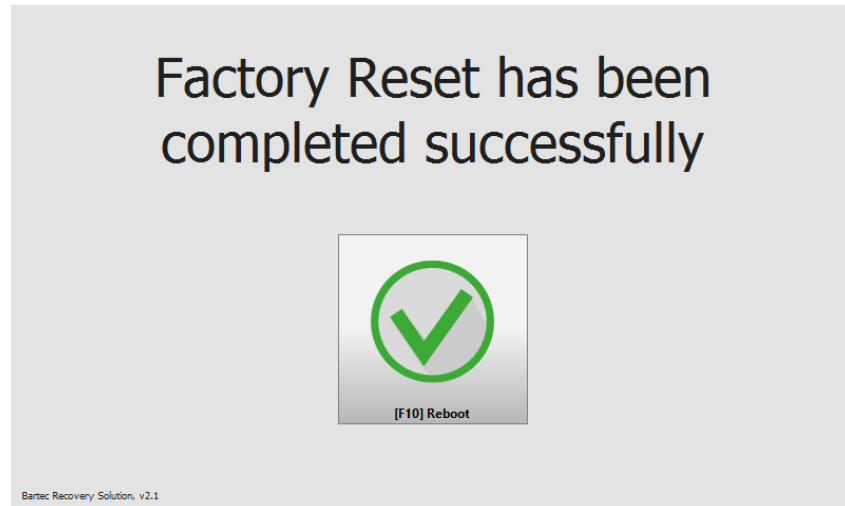 Factory Reset has been
completed successfully
[F10] Reboot
Bartec Recovery Solution, v2.1